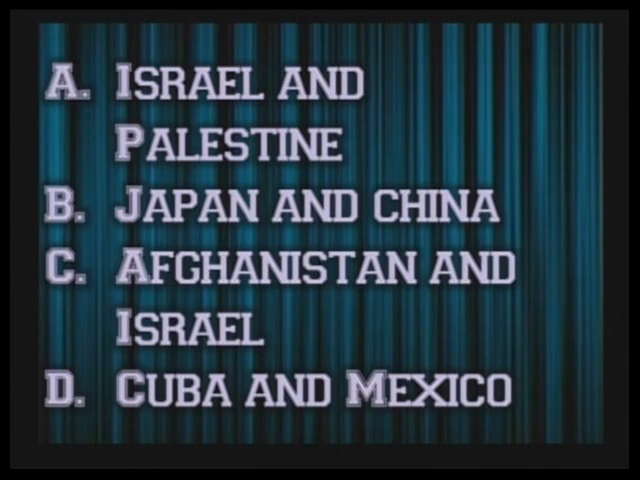 A. ISRAEL AND
PALESTINE
B. JAPAN AND CHINA
C. AFGHANISTAN AND
ISRAEL
D. CUBA AND MEXICO